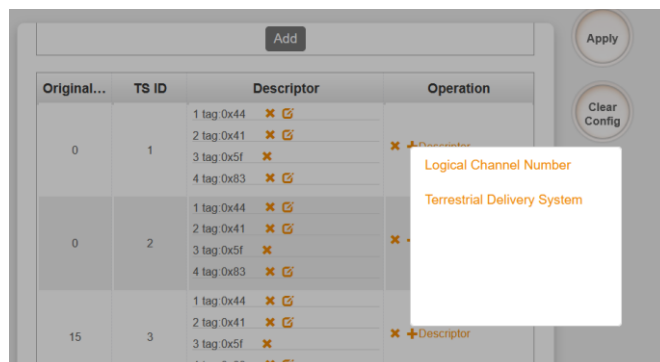 Add
Apply
Clear
Config
Original... TS ID Descriptor Operation
0 1
1 tag:0x44
2 tag:0x41
3 tag:0x5f
4 tag:0x83
Descriptor
Logical Channel Number
Terrestrial Delivery System
0 2
1 tag:0x44
2 tag:0x41
3 tag:0x5f
4 tag:0x83
15 3
1 tag:0x44
2 tag:0x41
3 tag:0x5f
Descriptor